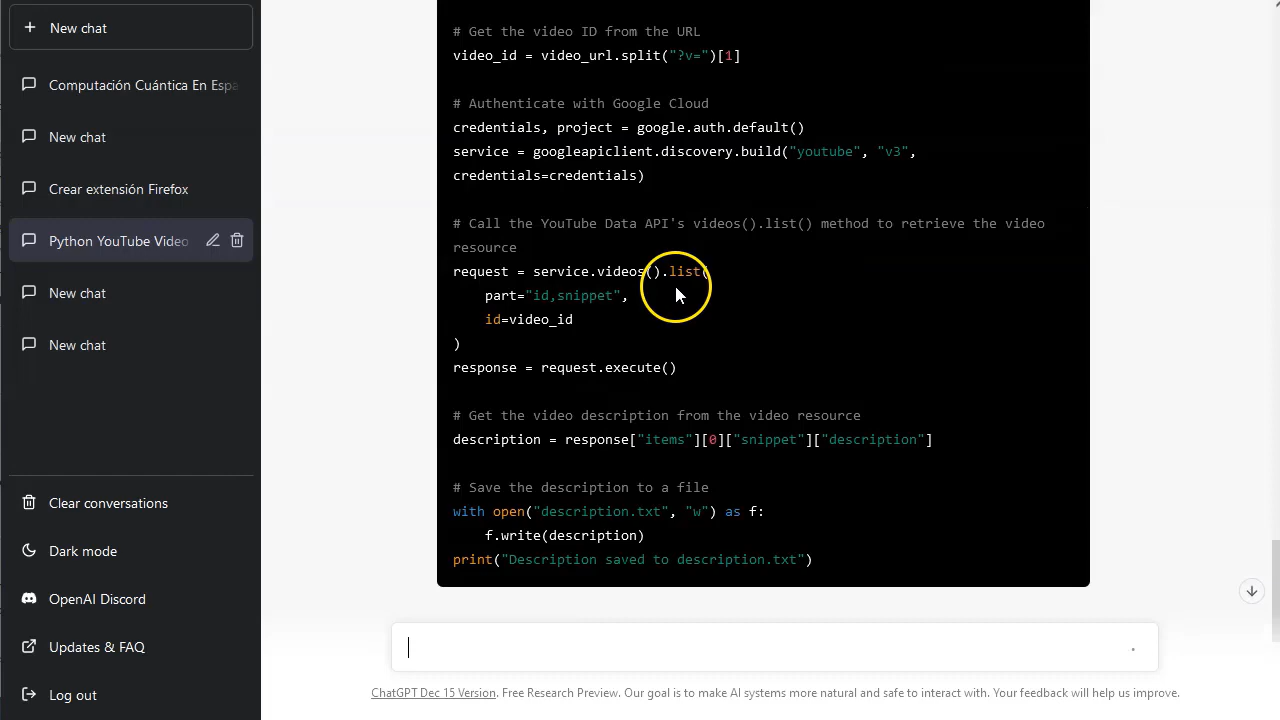 New chat
Computación Cuántica En Espa
New chat
Crear extensión Firefox
Python YouTube Video
New chat
New chat
Clear conversations
Dark mode
OpenAI Discord
Updates & FAQ
Log out
# Get the video ID from the URL
video_id = video_url.split("?v=")[1]
# Authenticate with Google Cloud
credentials, project = google.auth.default()
service = googleapiclient.discovery.build("youtube", "v3",
credentials=credentials)
# Call the YouTube Data API's videos().list() method to retrieve the video
resource
request = service.videos().list(
part="id,snippet",
id=video_id
)
response = request.execute()
# Get the video description from the video resource
description = response["items"][0]["snippet"]["description"]
# Save the description to a file
with open("description.txt", "w") as f:
f.write(description)
print("Description saved to description.txt")
ChatGPT Dec 15 Version. Free Research Preview. Our goal is to make AI systems more natural and safe to interact with. Your feedback will help us improve.